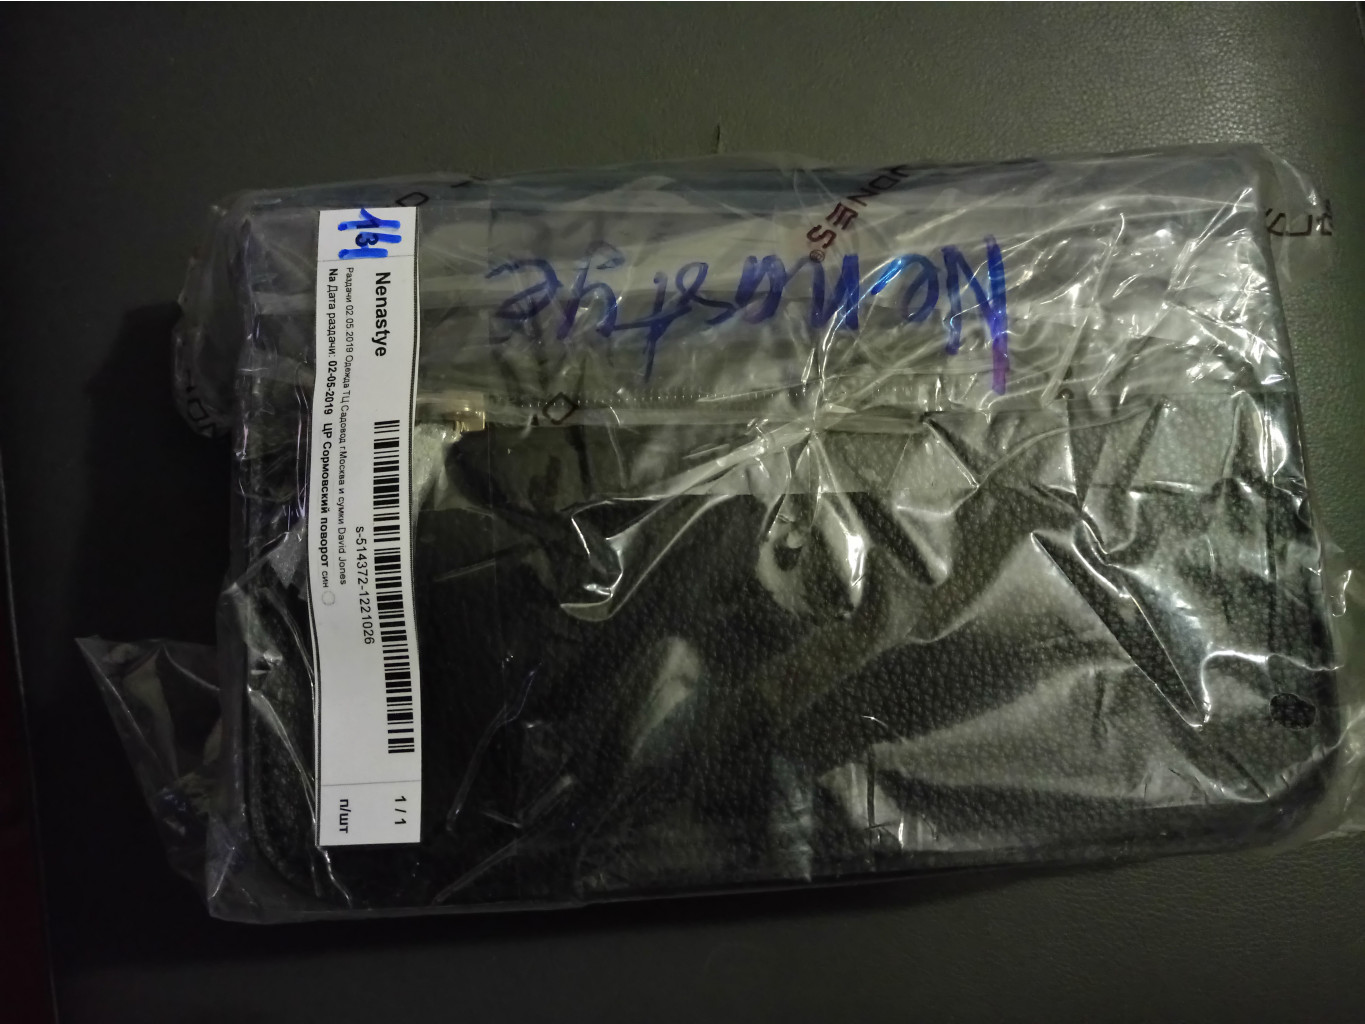 Nenastye
Nenastye
Раздачи 02.05.2019 Одежда ТЦ Садовод г.Москва и сумки David Jones
Na Дата раздачи: 02-05-2019 ЦР Сормовский поворот син
s-514372-1221026
1 / 1
п/шт
JONES®